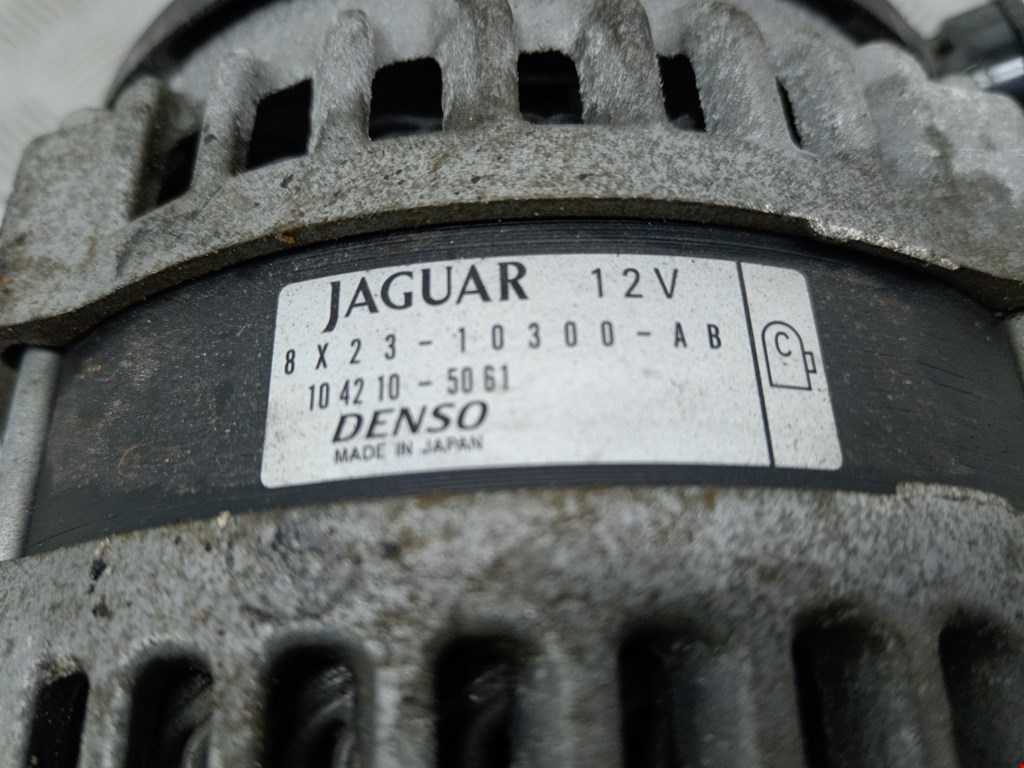 JAGUAR 12V
8X23-10300-AB
104210-5061
DENSO
MADE IN JAPAN
C